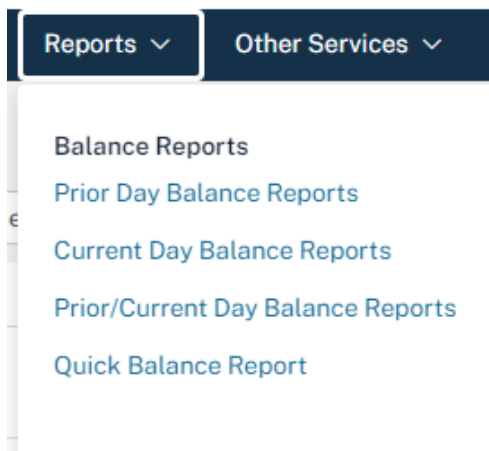 Reports Other Services
Balance Reports
Prior Day Balance Reports
e
Current Day Balance Reports
Prior/Current Day Balance Reports
Quick Balance Report